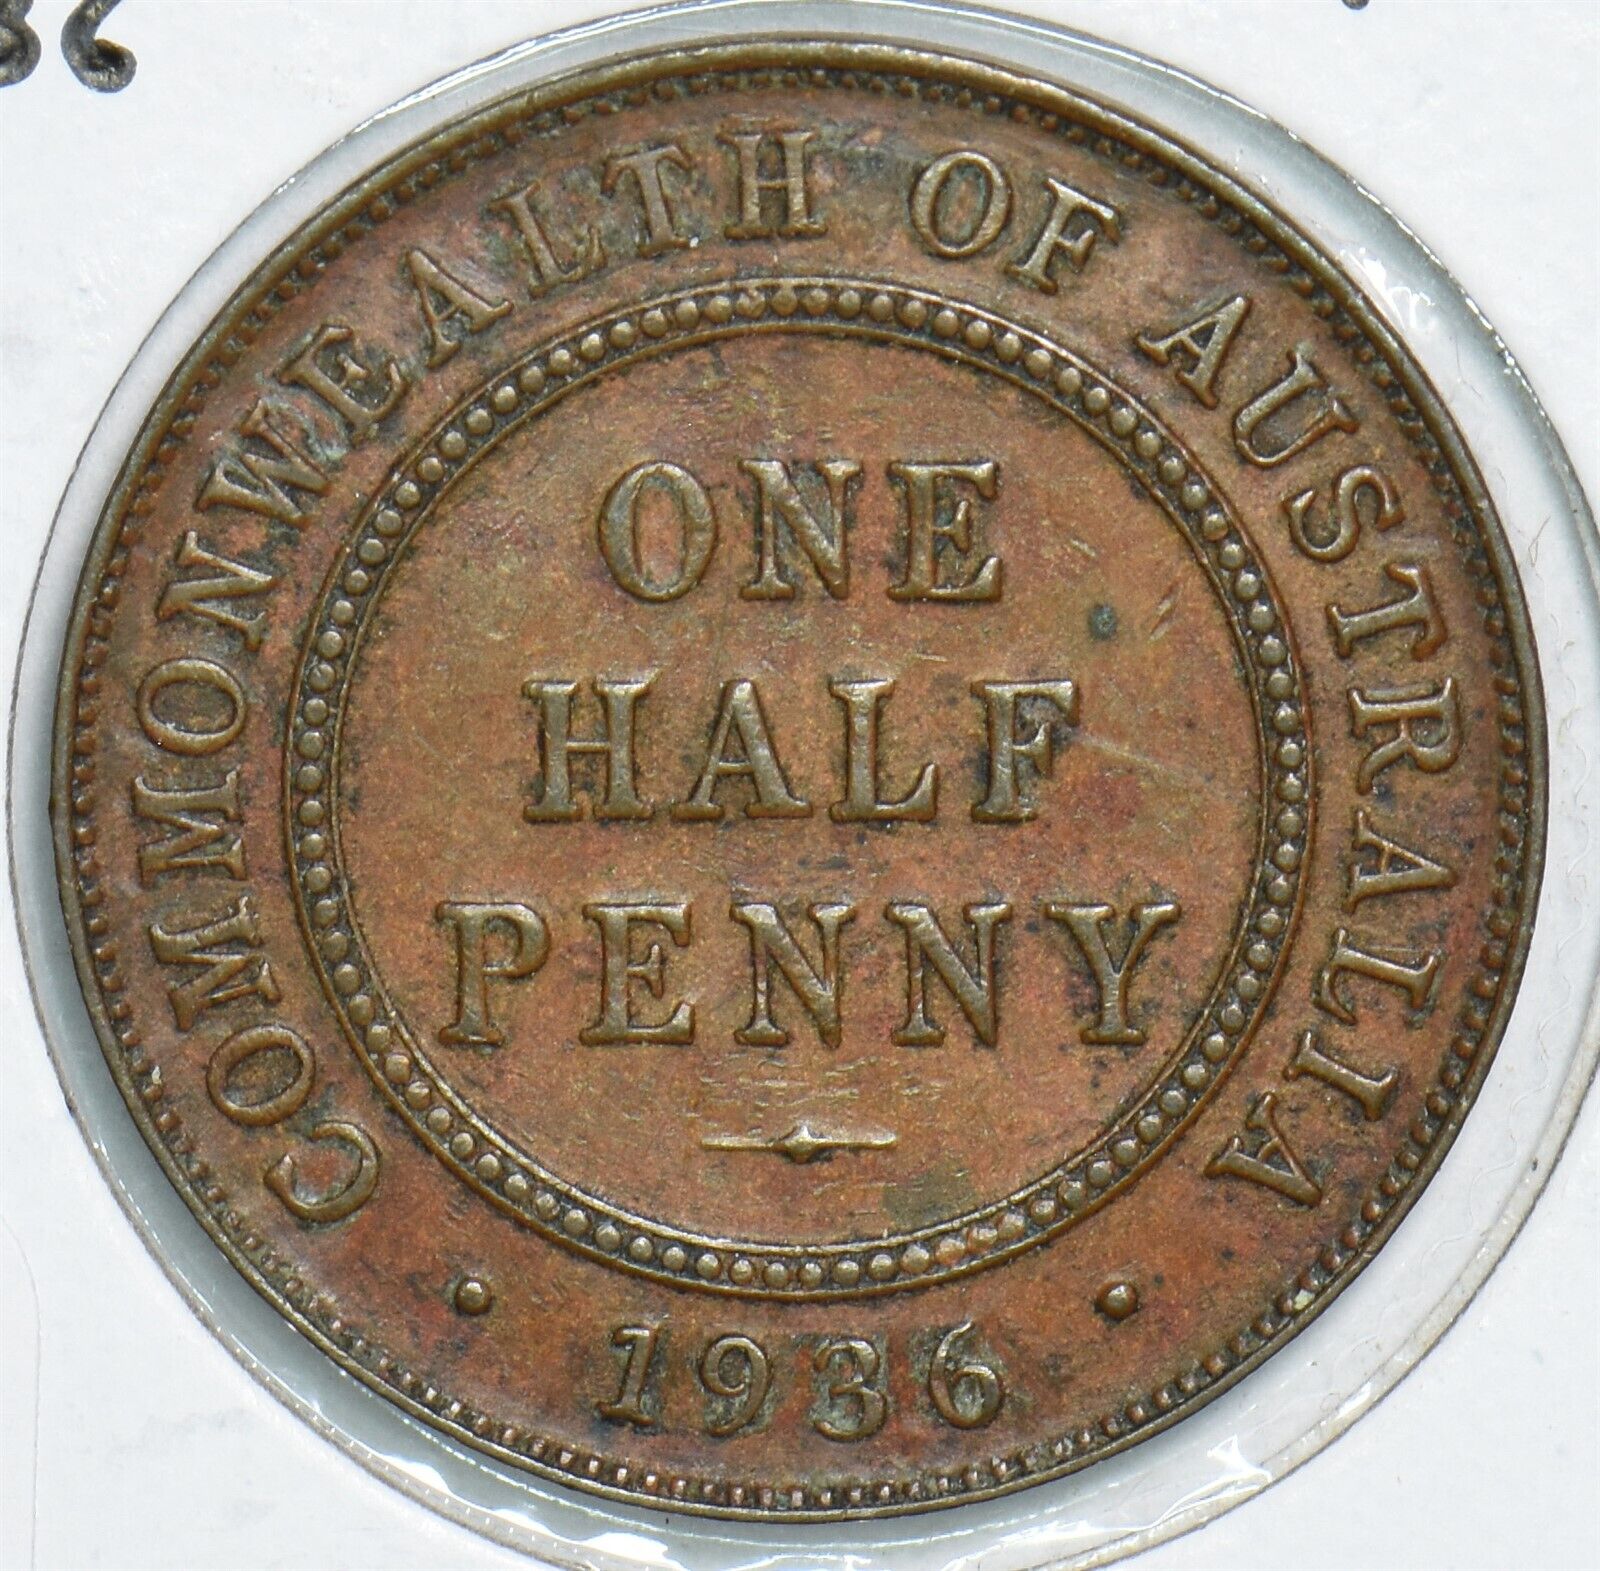 COMMONWEALTH OF AUSTRALIA
ONE
HALF
PENNY
· 1936 ·